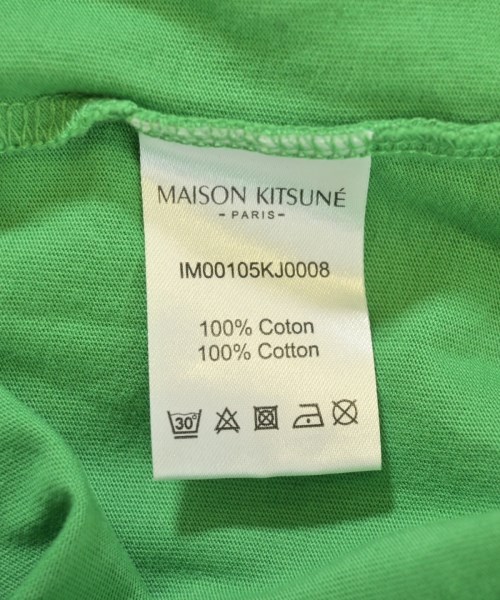 MAISON KITSUNÉ
-PARIS-
IM00105KJ0008
100% Coton
100% Cotton
30°